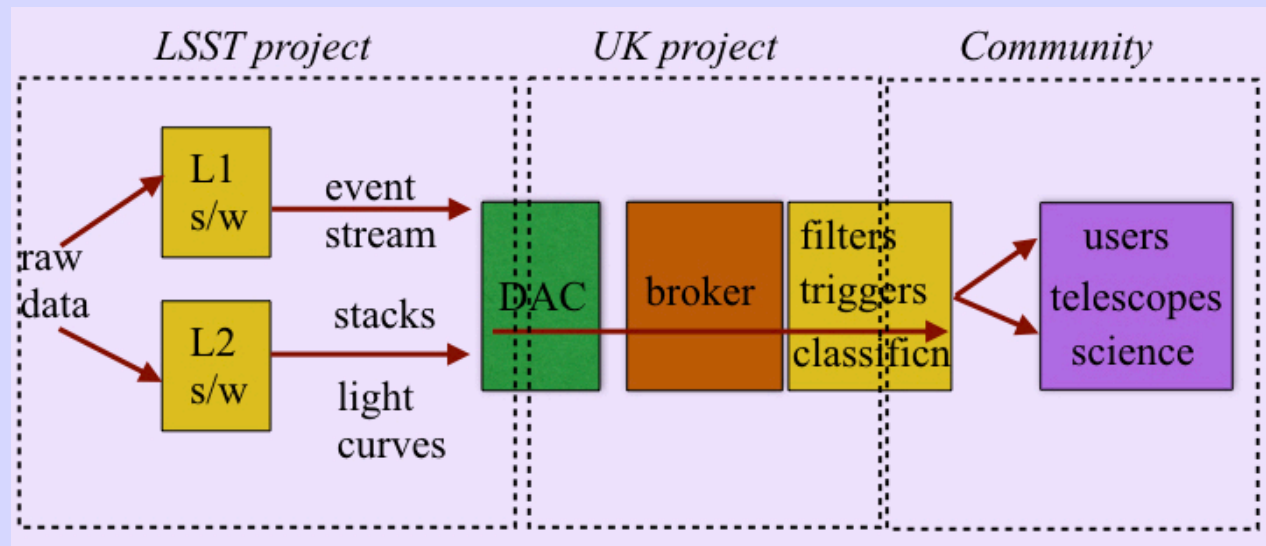 LSST project
UK project
Community
raw
data
L1
s/w
event
stream
L2
s/w
stacks
light
curves
DAC
broker
filters
triggers
classificn
users
telescopes
science